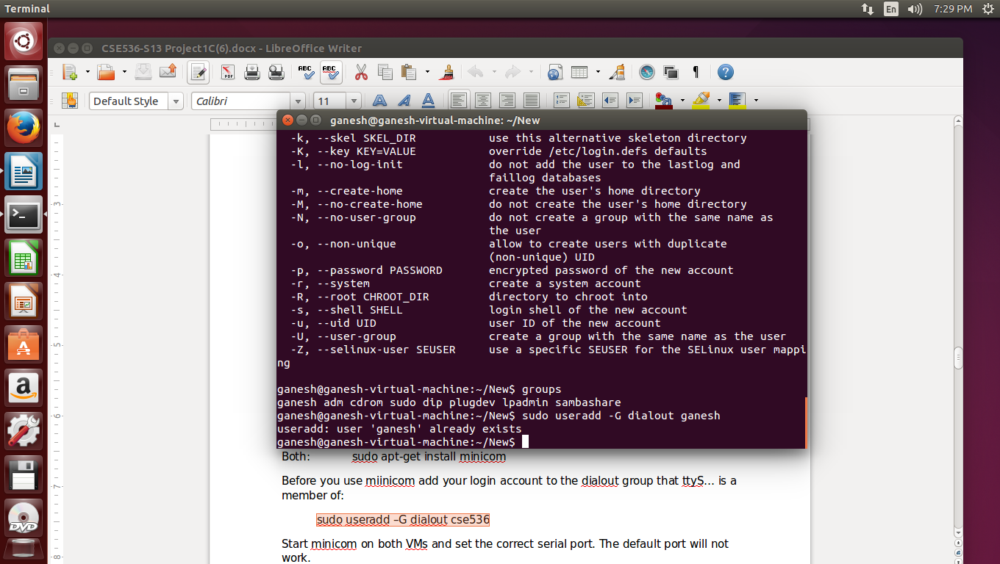 Terminal
En
7:29 PM
CSE536-S13 Project1C(6).docx - LibreOffice Writer
Default Style
Calibri
11
ganesh@ganesh-virtual-machine: ~/New
-k, --skel SKEL_DIR use this alternative skeleton directory
-K, --key KEY=VALUE override /etc/login.defs defaults
-l, --no-log-init do not add the user to the lastlog and
faillog databases
-m, --create-home create the user's home directory
-M, --no-create-home do not create the user's home directory
-N, --no-user-group do not create a group with the same name as
the user
-o, --non-unique allow to create users with duplicate
(non-unique) UID
-p, --password PASSWORD encrypted password of the new account
-r, --system create a system account
-R, --root CHROOT_DIR directory to chroot into
-s, --shell SHELL login shell of the new account
-u, --uid UID user ID of the new account
-U, --user-group create a group with the same name as the user
-Z, --selinux-user SEUSER use a specific SEUSER for the SELinux user mappi
ng
ganesh@ganesh-virtual-machine:~/New$ groups
ganesh adm cdrom sudo dip plugdev lpadmin sambashare
ganesh@ganesh-virtual-machine:~/New$ sudo useradd -G dialout ganesh
useradd: user 'ganesh' already exists
ganesh@ganesh-virtual-machine:~/New$
Both: sudo apt-get install minicom
Before you use miinicom add your login account to the dialout group that ttyS... is a
member of:
sudo useradd –G dialout cse536
Start minicom on both VMs and set the correct serial port. The default port will not
work.
3
4
5
6
7
8